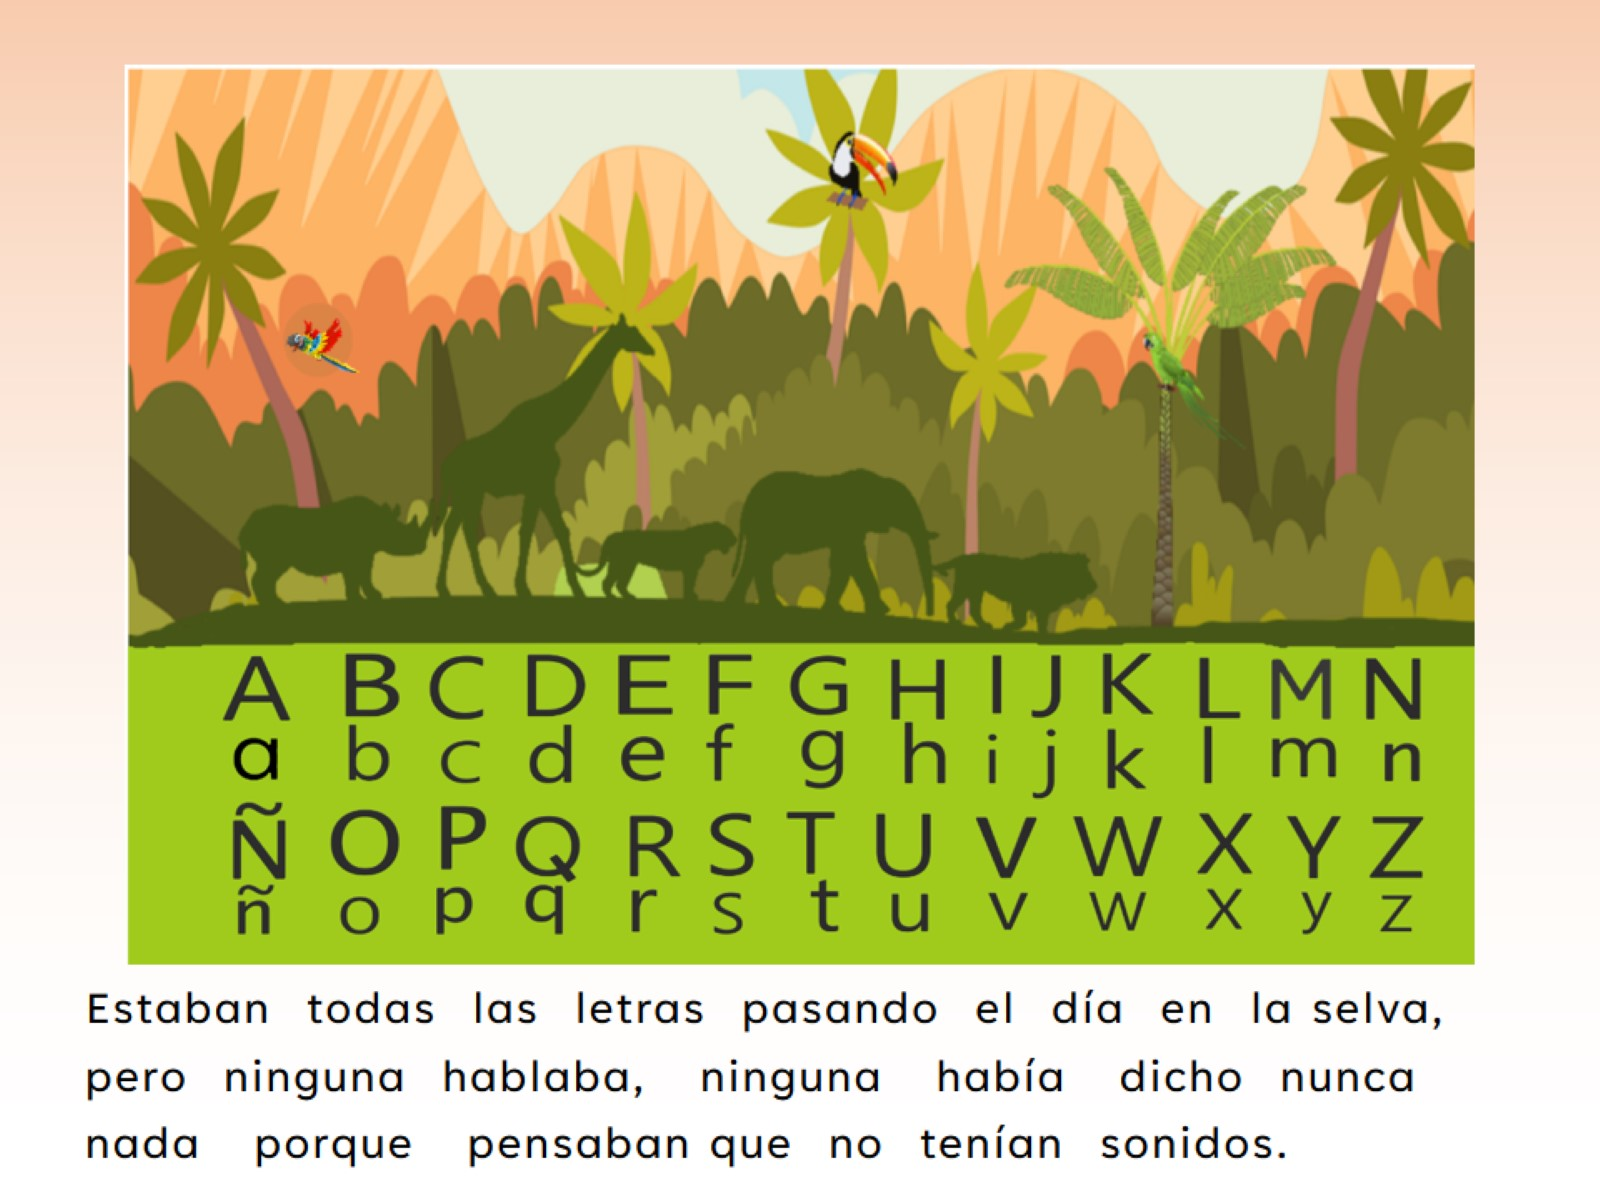 A B C D E F G H I J K L M N
a b c d e f g h i j k l m n
Ñ O P Q R S T U V W X Y Z
ñ o p q r s t u v w x y z
Estaban todas las letras pasando el día en la selva,
pero ninguna hablaba, ninguna había dicho nunca
nada porque pensaban que no tenían sonidos.